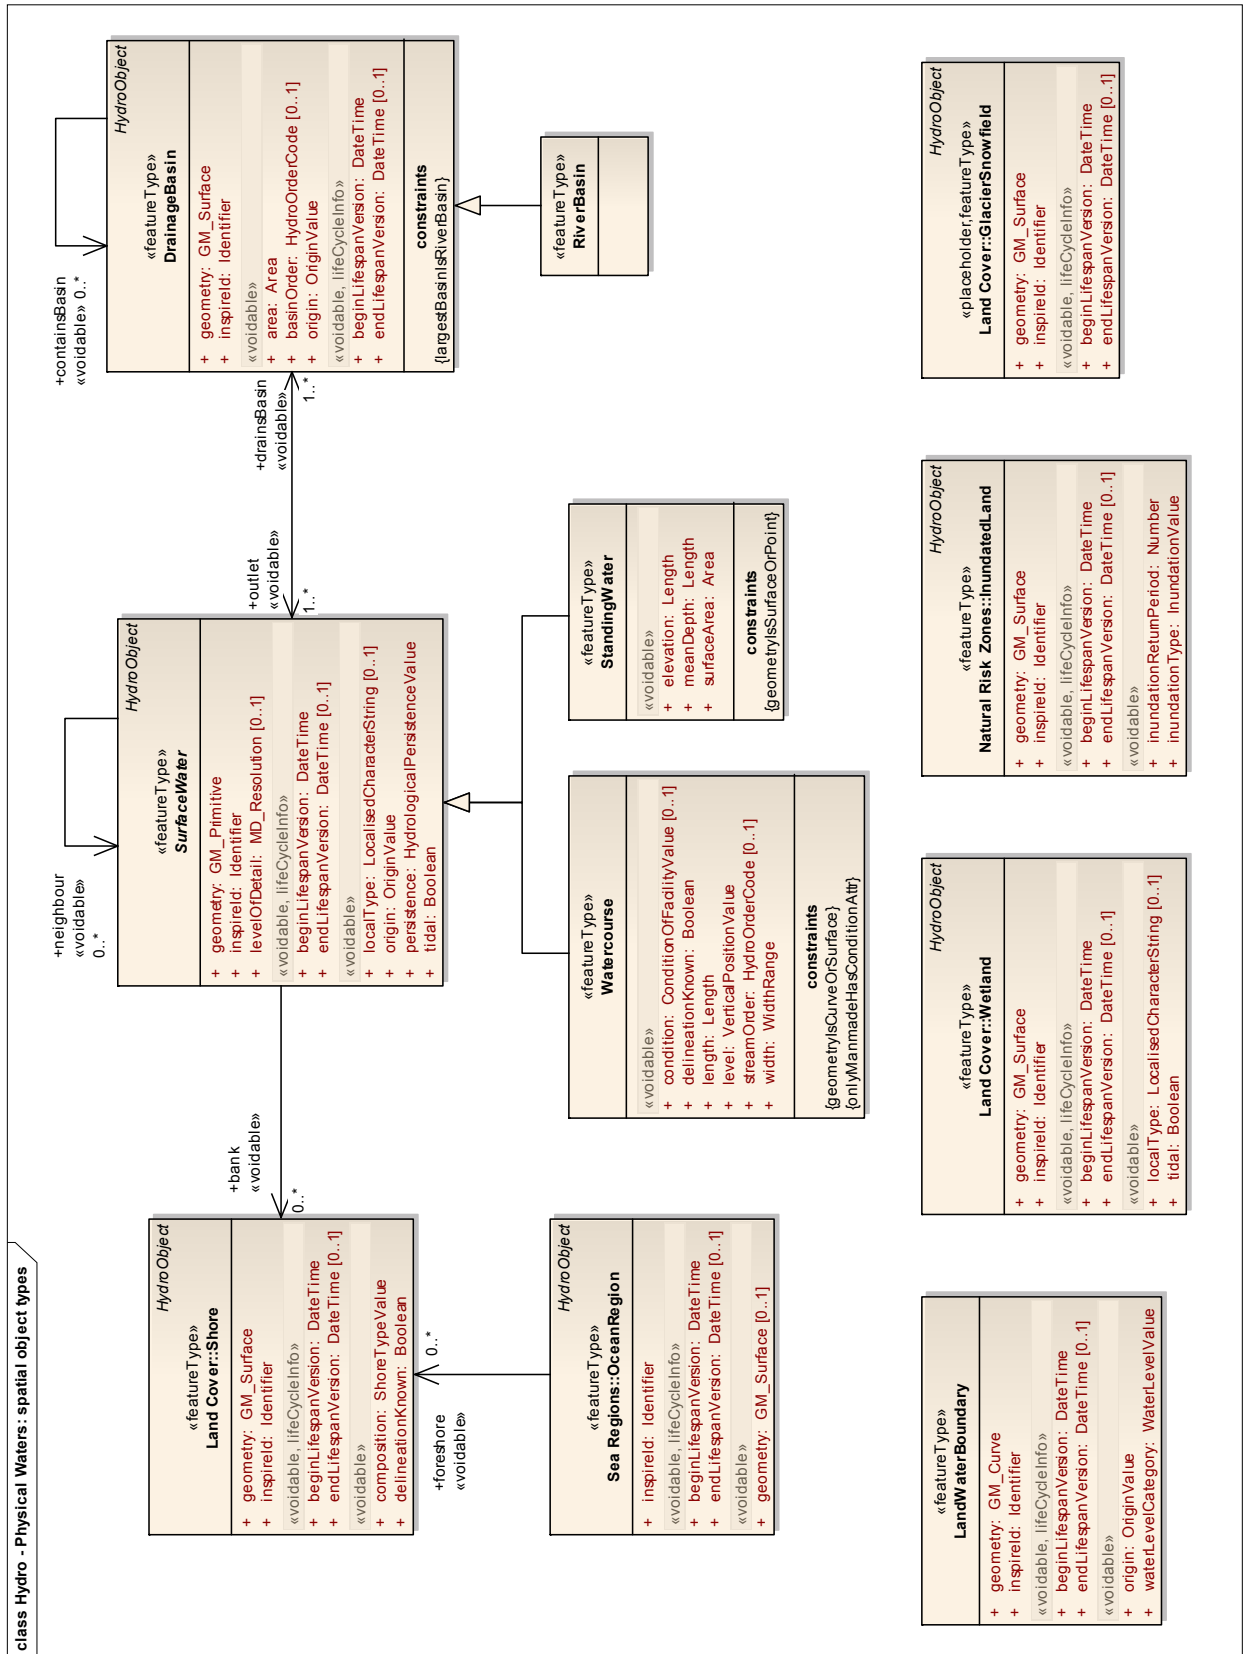 class Hydro - Physical Waters: spatial object types
HydroObject
«featureType»
Land Cover::Shore
+ geometry: GM_Surface
+ inspireId: Identifier
«voidable, lifeCycleInfo»
+ beginLifespanVersion: DateTime
+ endLifespanVersion: DateTime [0..1]
«voidable»
+ composition: ShoreTypeValue
+ delineationKnown: Boolean
+bank
«voidable»
0..*
+neighbour
«voidable»
0..*
HydroObject
«featureType»
SurfaceWater
+ geometry: GM_Primitive
+ inspireId: Identifier
+ levelOfDetail: MD_Resolution [0..1]
«voidable, lifeCycleInfo»
+ beginLifespanVersion: DateTime
+ endLifespanVersion: DateTime [0..1]
«voidable»
+ localType: LocalisedCharacterString [0..1]
+ origin: OriginValue
+ persistence: HydrologicalPersistenceValue
+ tidal: Boolean
+outlet
«voidable»
1..*
+drainsBasin
«voidable»
1..*
+containsBasin
«voidable» 0..*
HydroObject
«featureType»
DrainageBasin
+ geometry: GM_Surface
+ inspireId: Identifier
«voidable»
+ area: Area
+ basinOrder: HydroOrderCode [0..1]
+ origin: OriginValue
«voidable, lifeCycleInfo»
+ beginLifespanVersion: DateTime
+ endLifespanVersion: DateTime [0..1]
constraints
{largestBasinIsRiverBasin}
+foreshore
«voidable»
0..*
HydroObject
«featureType»
Sea Regions::OceanRegion
+ inspireId: Identifier
«voidable, lifeCycleInfo»
+ beginLifespanVersion: DateTime
+ endLifespanVersion: DateTime [0..1]
«voidable»
+ geometry: GM_Surface [0..1]
«featureType»
Watercourse
«voidable»
+ condition: ConditionOfFacilityValue [0..1]
+ delineationKnown: Boolean
+ length: Length
+ level: VerticalPositionValue
+ streamOrder: HydroOrderCode [0..1]
+ width: WidthRange
constraints
{geometryIsCurveOrSurface}
{onlyManmadeHasConditionAttr}
«featureType»
StandingWater
«voidable»
+ elevation: Length
+ meanDepth: Length
+ surfaceArea: Area
constraints
{geometryIsSurfaceOrPoint}
«featureType»
RiverBasin
«featureType»
LandWaterBoundary
+ geometry: GM_Curve
+ inspireId: Identifier
«voidable, lifeCycleInfo»
+ beginLifespanVersion: DateTime
+ endLifespanVersion: DateTime [0..1]
«voidable»
+ origin: OriginValue
+ waterLevelCategory: WaterLevelValue
HydroObject
«featureType»
Land Cover::Wetland
+ geometry: GM_Surface
+ inspireId: Identifier
«voidable, lifeCycleInfo»
+ beginLifespanVersion: DateTime
+ endLifespanVersion: DateTime [0..1]
«voidable»
+ localType: LocalisedCharacterString [0..1]
+ tidal: Boolean
HydroObject
«featureType»
Natural Risk Zones::InundatedLand
+ geometry: GM_Surface
+ inspireId: Identifier
«voidable, lifeCycleInfo»
+ beginLifespanVersion: DateTime
+ endLifespanVersion: DateTime [0..1]
«voidable»
+ inundationReturnPeriod: Number
+ inundationType: InundationValue
HydroObject
«placeholder,featureType»
Land Cover::GlacierSnowfield
+ geometry: GM_Surface
+ inspireId: Identifier
«voidable, lifeCycleInfo»
+ beginLifespanVersion: DateTime
+ endLifespanVersion: DateTime [0..1]